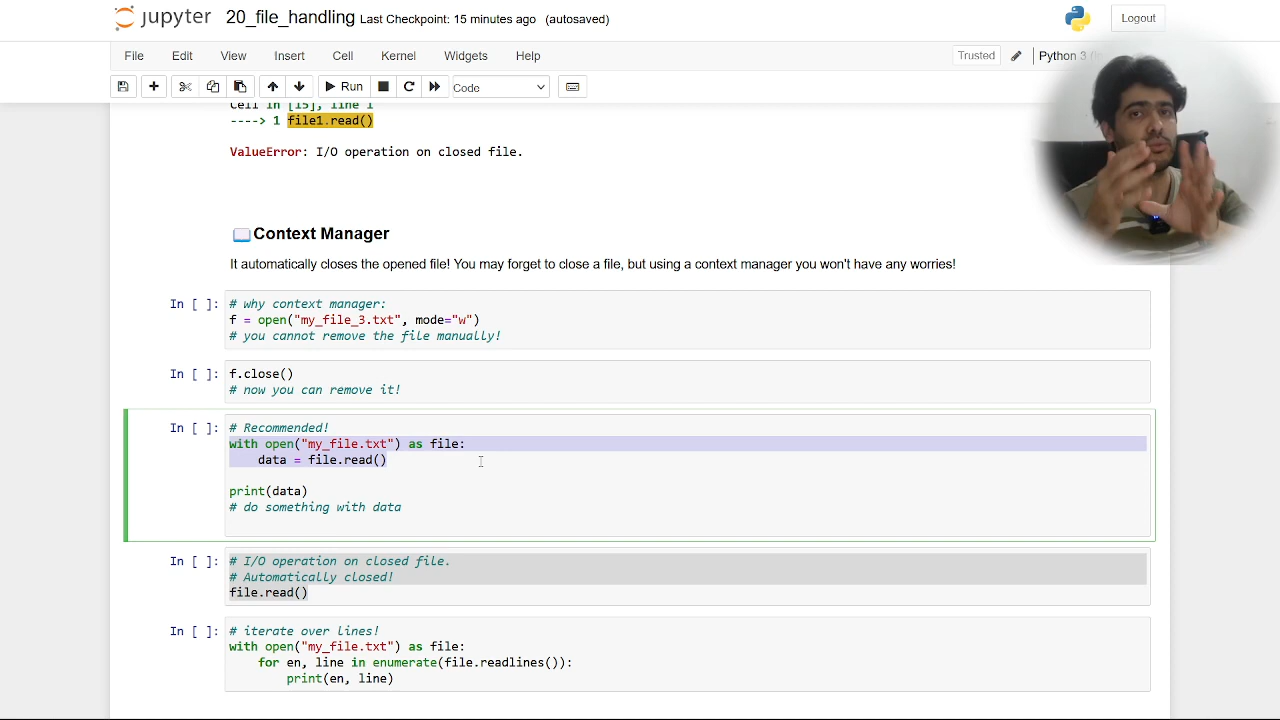 jupyter 20_file_handling Last Checkpoint: 15 minutes ago (autosaved) Logout
File Edit View Insert Cell Kernel Widgets Help Trusted Python 3
Run Code
Cell In [15], line 1
----> 1 file1.read()
ValueError: I/O operation on closed file.
Context Manager
It automatically closes the opened file! You may forget to close a file, but using a context manager you won't have any worries!
In [ ]: # why context manager:
f = open("my_file_3.txt", mode="w")
# you cannot remove the file manually!
In [ ]: f.close()
# now you can remove it!
In [ ]: # Recommended!
with open("my_file.txt") as file:
    data = file.read()
print(data)
# do something with data
In [ ]: # I/O operation on closed file.
# Automatically closed!
file.read()
In [ ]: # iterate over lines!
with open("my_file.txt") as file:
    for en, line in enumerate(file.readlines()):
        print(en, line)